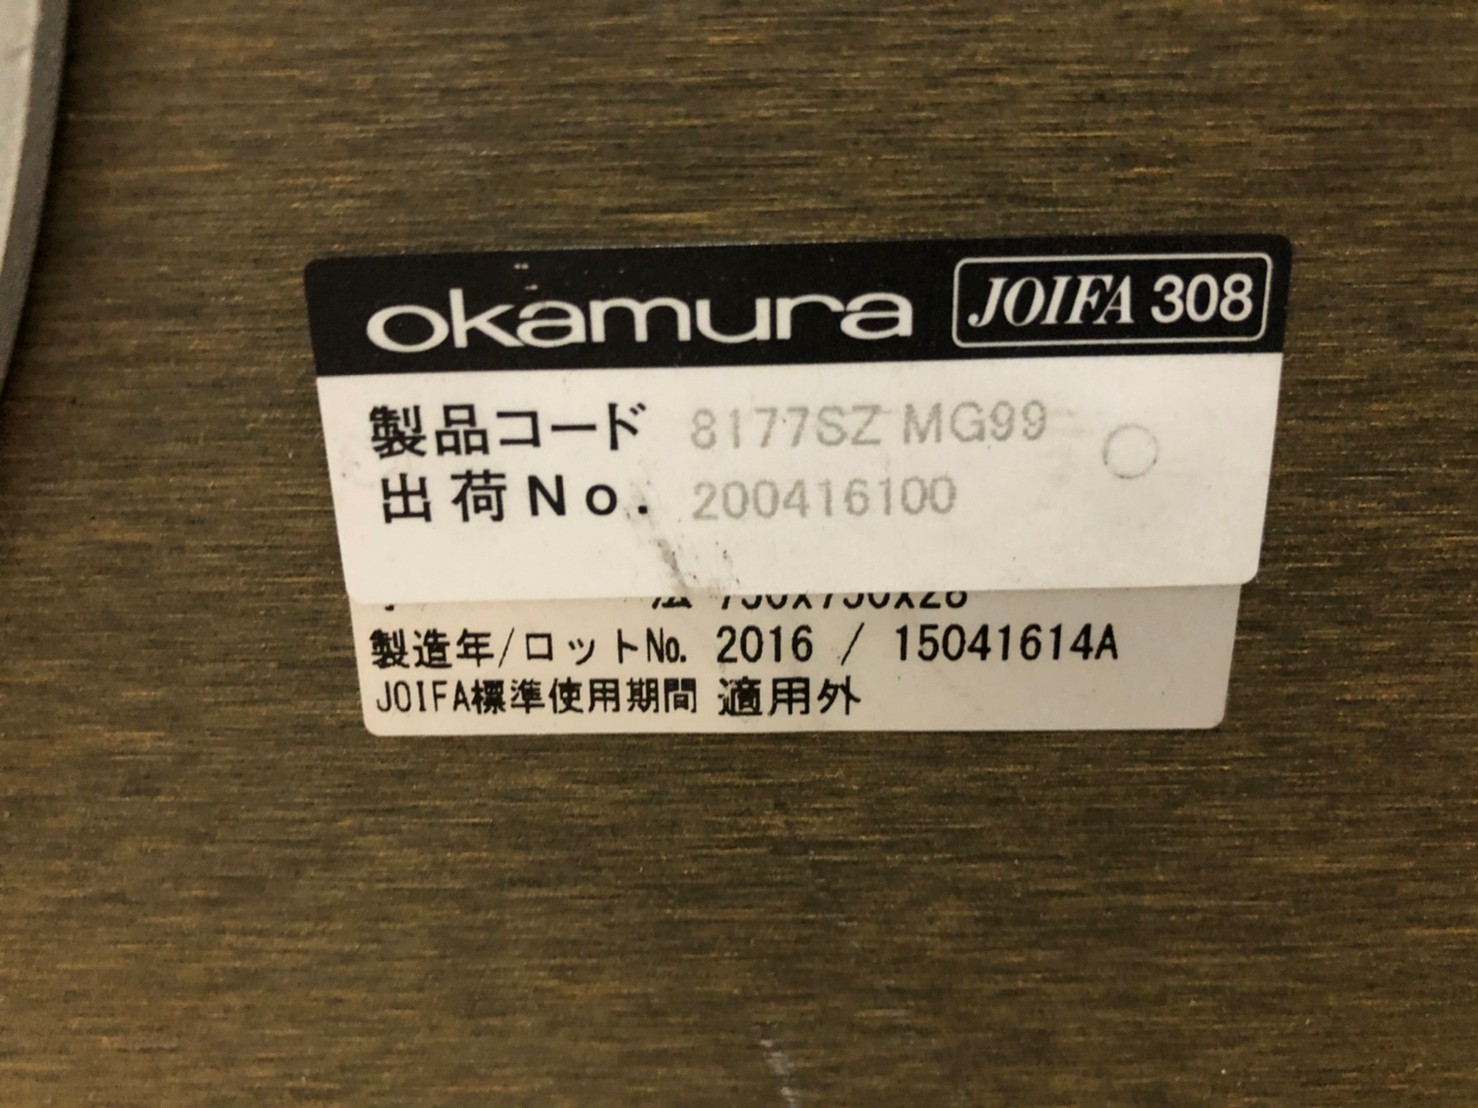 okamura JOIFA 308
製品コード 8177SZ MG99
出荷No. 200416100
法 750x750x28
製造年/ロットNo. 2016 / 15041614A
JOIFA標準使用期間 適用外